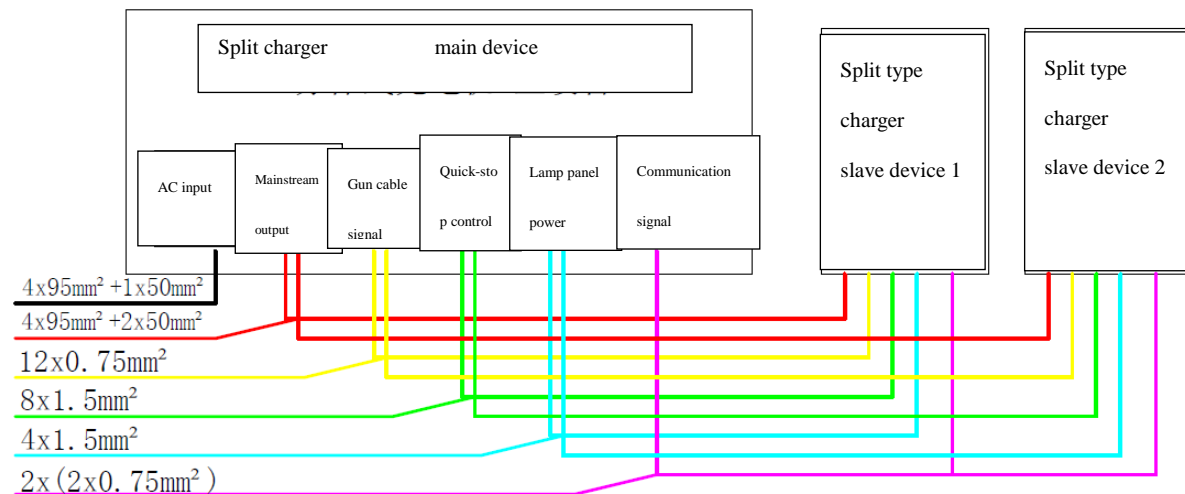 Split charger main device
Split type
charger
slave device 1
Split type
charger
slave device 2
AC input
Mainstream
output
Gun cable
signal
Quick-sto
p control
Lamp panel
power
Communication
signal
4x95mm² +1x50mm²
4x95mm² +2x50mm²
12x0.75mm²
8x1.5mm²
4x1.5mm²
2x(2x0.75mm²)